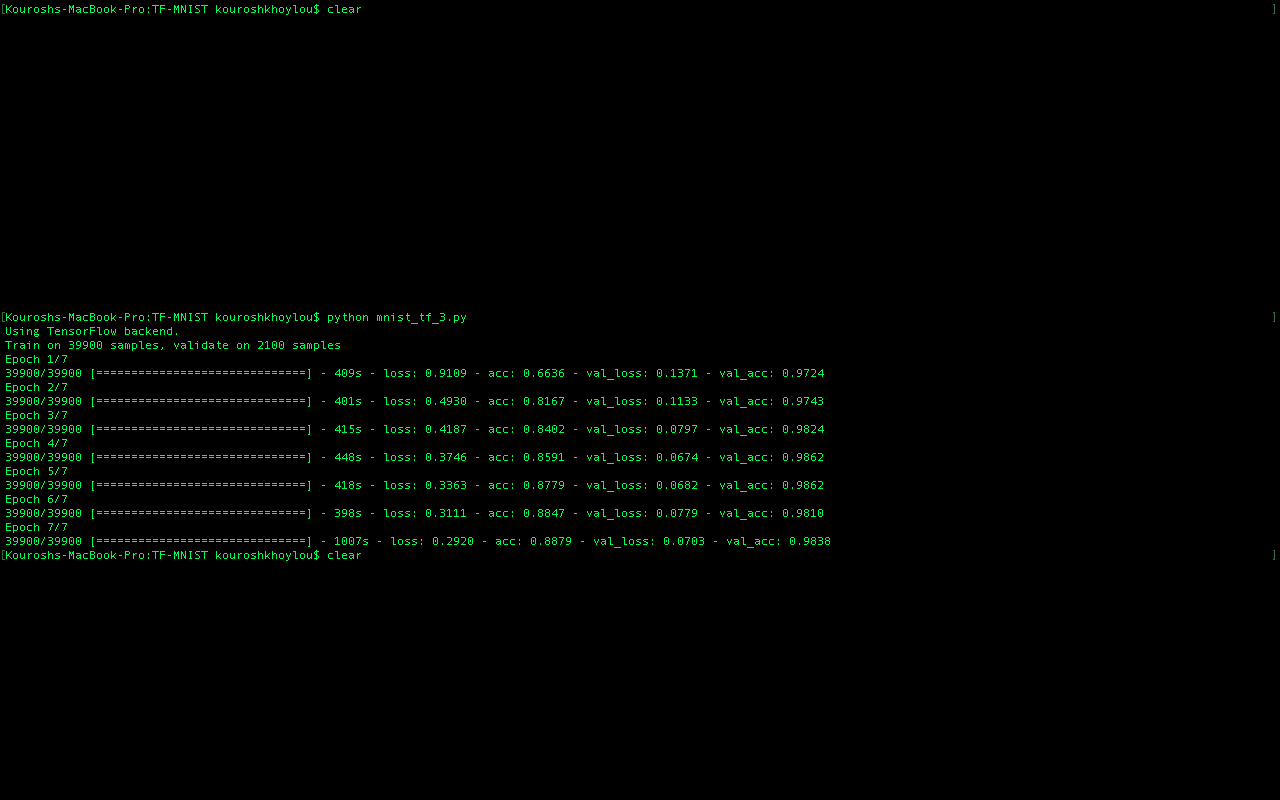 [Kouroshs-MacBook-Pro:TF-MNIST kouroshkhoylou$ clear ]
[Kouroshs-MacBook-Pro:TF-MNIST kouroshkhoylou$ python mnist_tf_3.py ]
Using TensorFlow backend.
Train on 39900 samples, validate on 2100 samples
Epoch 1/7
39900/39900 [==============================] - 409s - loss: 0.9109 - acc: 0.6636 - val_loss: 0.1371 - val_acc: 0.9724
Epoch 2/7
39900/39900 [==============================] - 401s - loss: 0.4930 - acc: 0.8167 - val_loss: 0.1133 - val_acc: 0.9743
Epoch 3/7
39900/39900 [==============================] - 415s - loss: 0.4187 - acc: 0.8402 - val_loss: 0.0797 - val_acc: 0.9824
Epoch 4/7
39900/39900 [==============================] - 448s - loss: 0.3746 - acc: 0.8591 - val_loss: 0.0674 - val_acc: 0.9862
Epoch 5/7
39900/39900 [==============================] - 418s - loss: 0.3363 - acc: 0.8779 - val_loss: 0.0682 - val_acc: 0.9862
Epoch 6/7
39900/39900 [==============================] - 398s - loss: 0.3111 - acc: 0.8847 - val_loss: 0.0779 - val_acc: 0.9810
Epoch 7/7
39900/39900 [==============================] - 1007s - loss: 0.2920 - acc: 0.8879 - val_loss: 0.0703 - val_acc: 0.9838
[Kouroshs-MacBook-Pro:TF-MNIST kouroshkhoylou$ clear ]